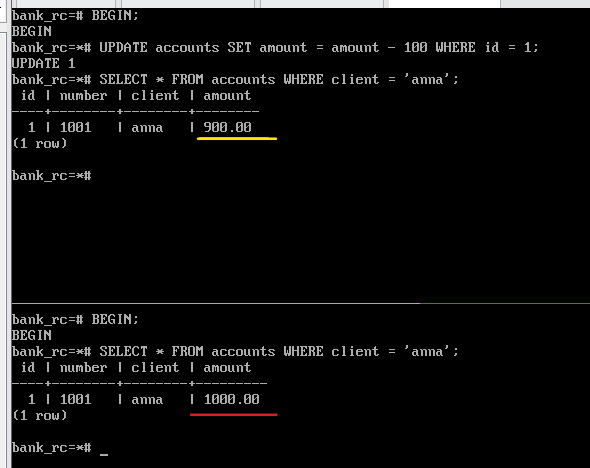 bank_rc=# BEGIN;
BEGIN
bank_rc=*# UPDATE accounts SET amount = amount - 100 WHERE id = 1;
UPDATE 1
bank_rc=*# SELECT * FROM accounts WHERE client = 'anna';
 id | number | client | amount
----+--------+--------+--------
  1 | 1001   | anna   | 900.00
(1 row)

bank_rc=*#

bank_rc=# BEGIN;
BEGIN
bank_rc=*# SELECT * FROM accounts WHERE client = 'anna';
 id | number | client | amount
----+--------+--------+---------
  1 | 1001   | anna   | 1000.00
(1 row)

bank_rc=*# _